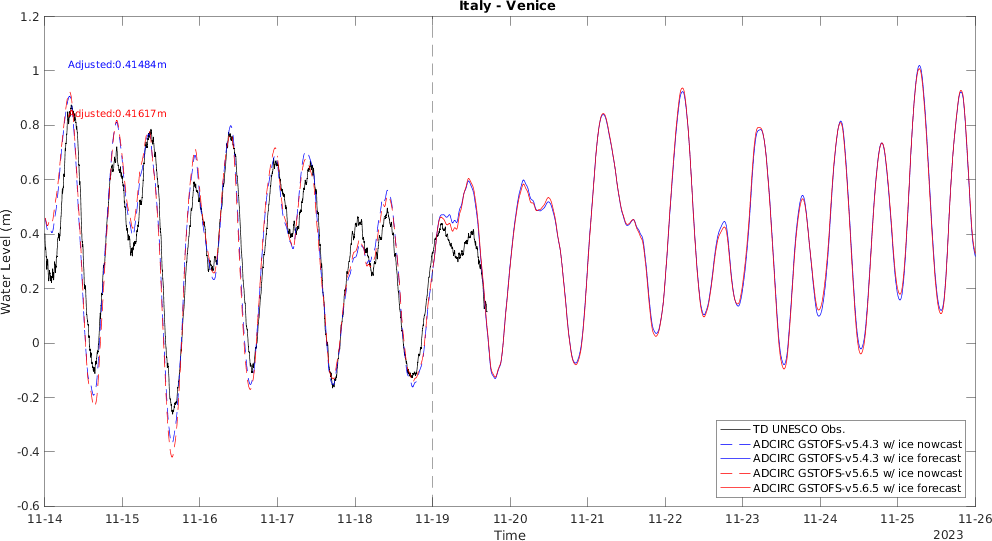 Italy - Venice
1.2
1
0.8
0.6
0.4
0.2
0
-0.2
-0.4
-0.6
Water Level (m)
Adjusted:0.41484m
Adjusted:0.41617m
TD UNESCO Obs.
ADCIRC GSTOFS-v5.4.3 w/ ice nowcast
ADCIRC GSTOFS-v5.4.3 w/ ice forecast
ADCIRC GSTOFS-v5.6.5 w/ ice nowcast
ADCIRC GSTOFS-v5.6.5 w/ ice forecast
11-14 11-15 11-16 11-17 11-18 11-19 11-20 11-21 11-22 11-23 11-24 11-25 11-26
Time
2023